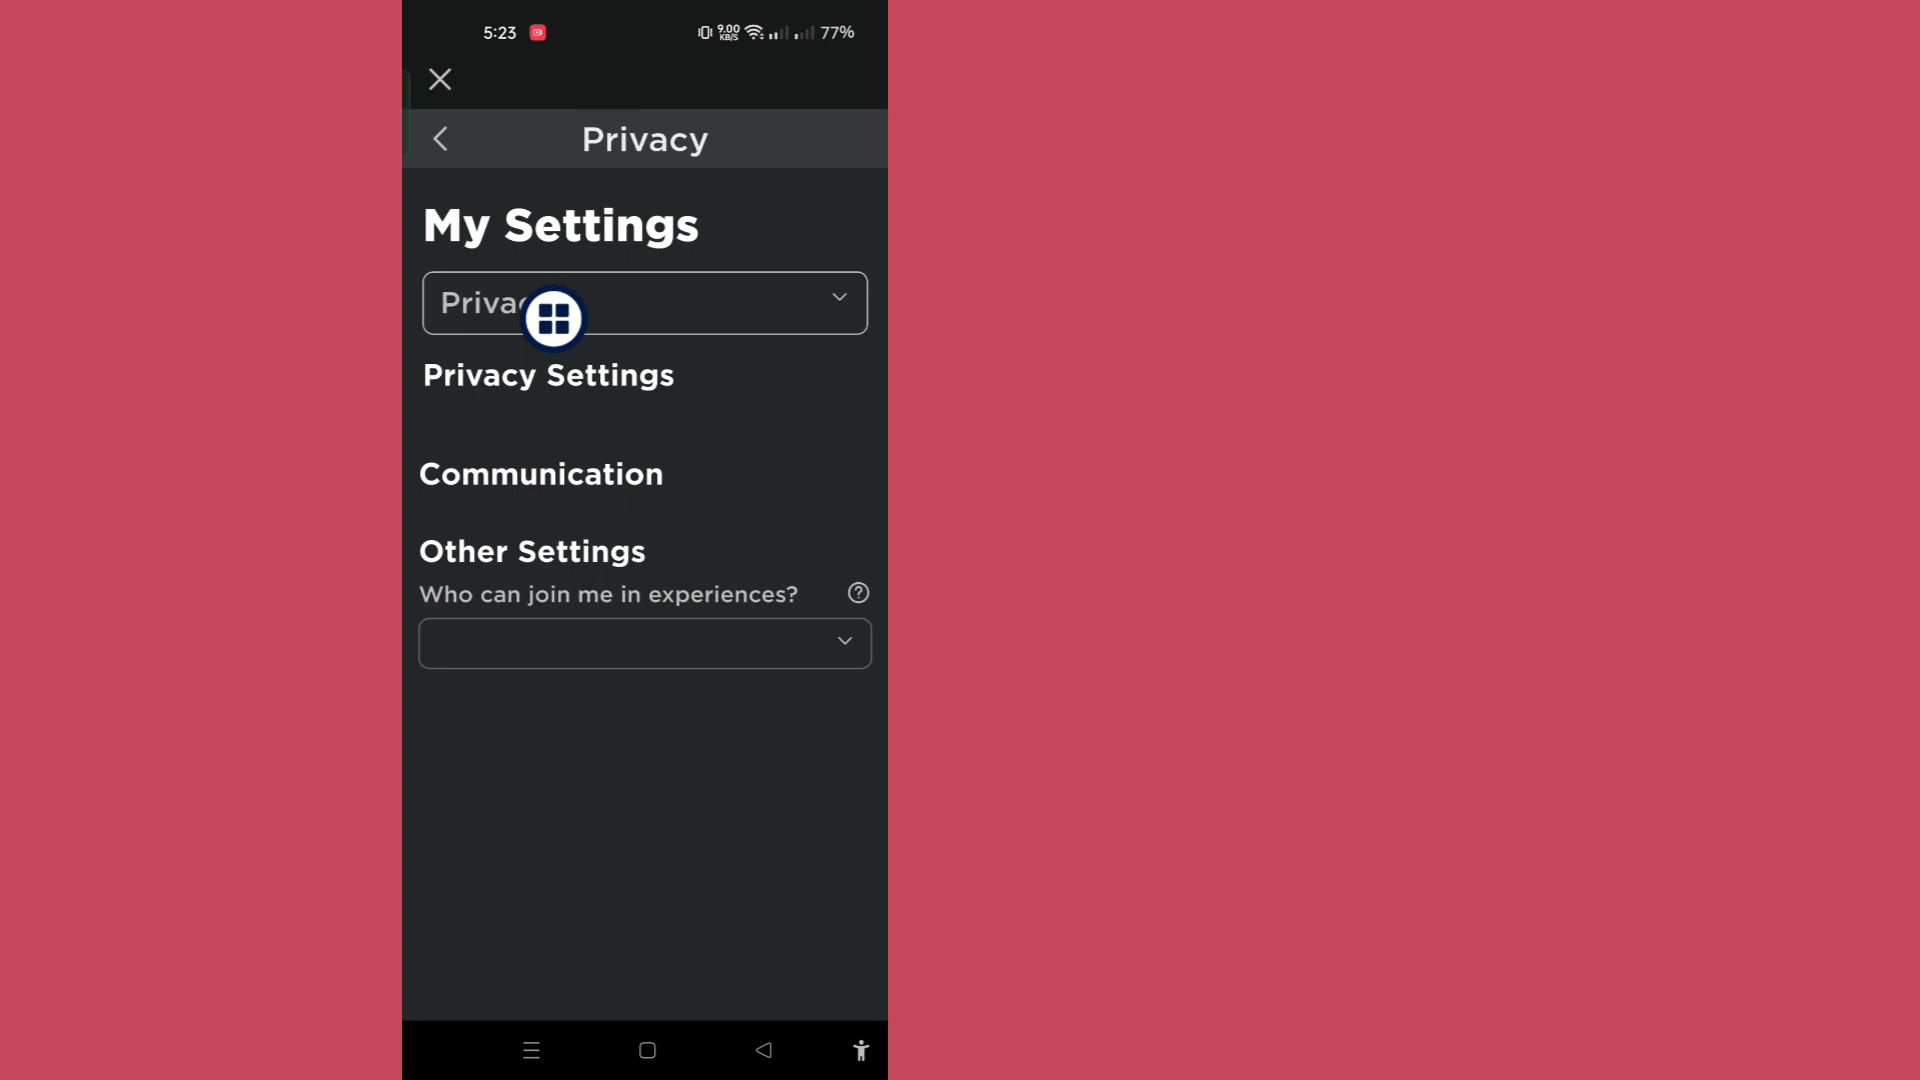 5:23 9.00 KB/S 77%
Privacy
My Settings
Privacy Settings
Communication
Other Settings
Who can join me in experiences?